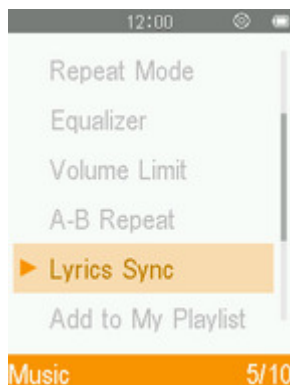 12:00
Repeat Mode
Equalizer
Volume Limit
A-B Repeat
Lyrics Sync
Add to My Playlist
Music 5/10